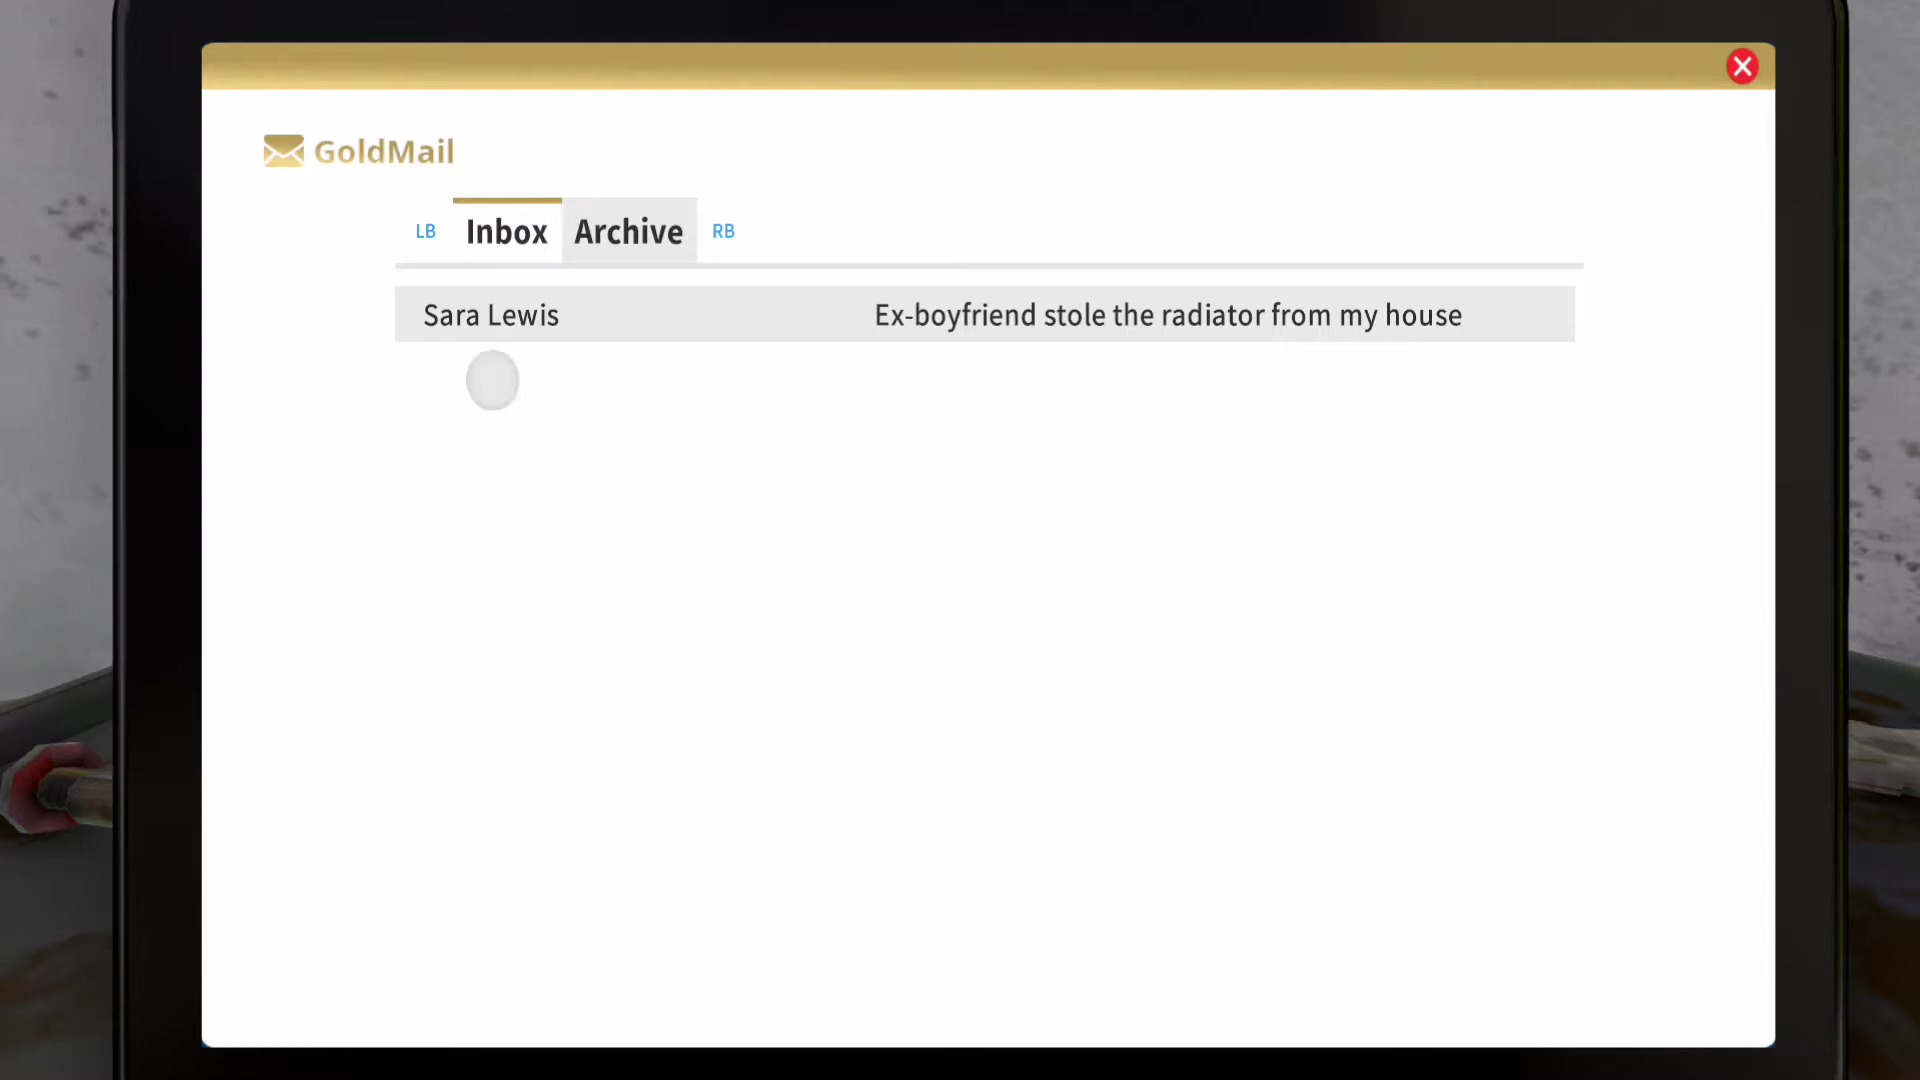 GoldMail
LB Inbox Archive RB
Sara Lewis Ex-boyfriend stole the radiator from my house